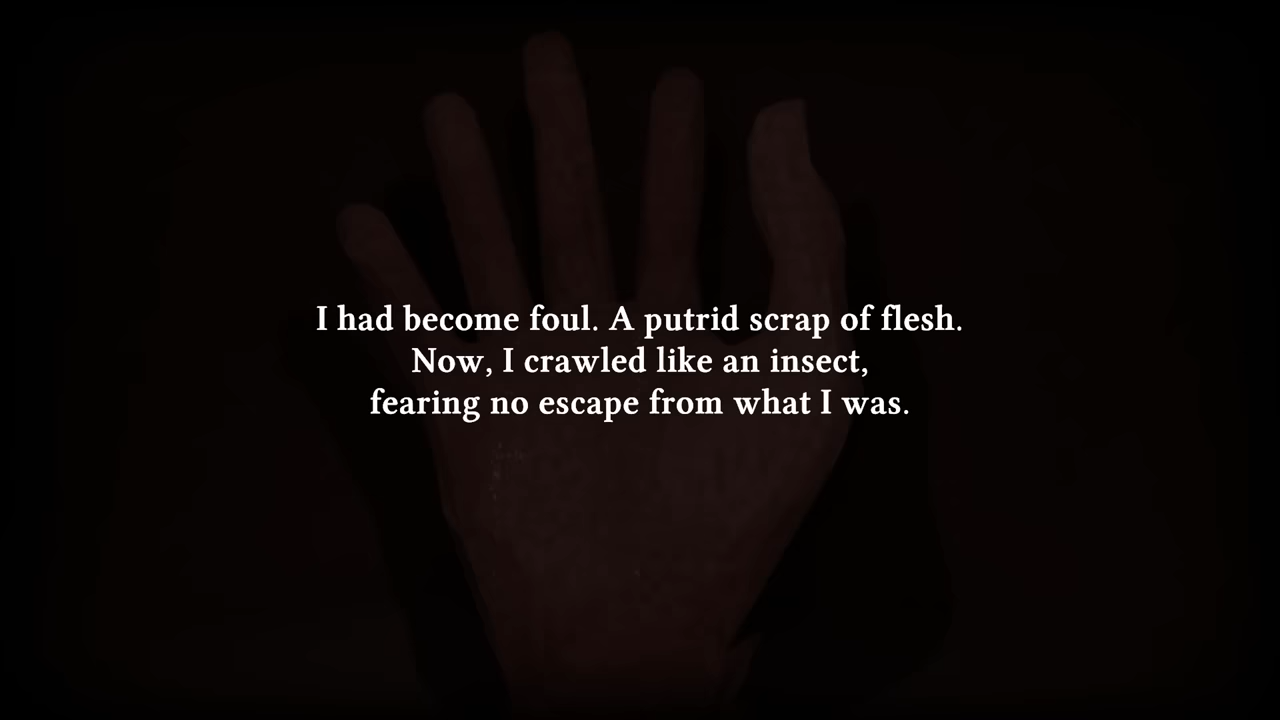 I had become foul. A putrid scrap of flesh.
Now, I crawled like an insect,
fearing no escape from what I was.